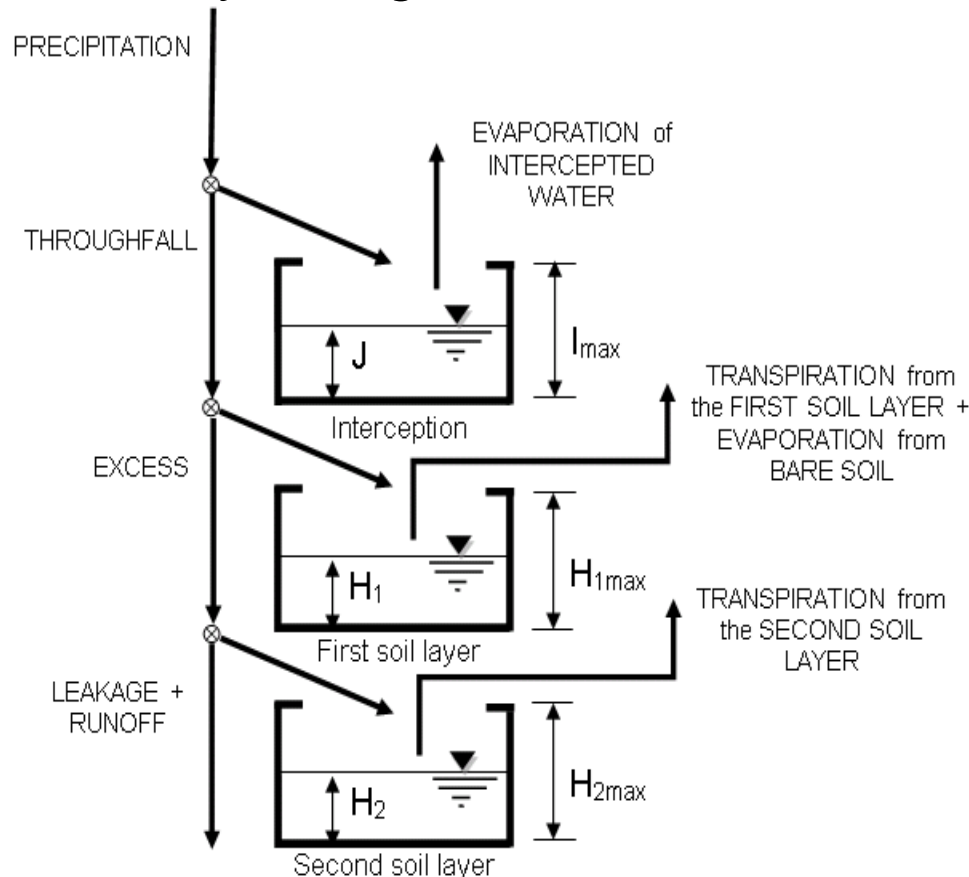 PRECIPITATION
EVAPORATION of
INTERCEPTED
WATER
THROUGHFALL
J
Imax
Interception
TRANSPIRATION from
the FIRST SOIL LAYER +
EVAPORATION from
BARE SOIL
EXCESS
H1
H1max
First soil layer
TRANSPIRATION from
the SECOND SOIL
LAYER
LEAKAGE +
RUNOFF
H2
H2max
Second soil layer